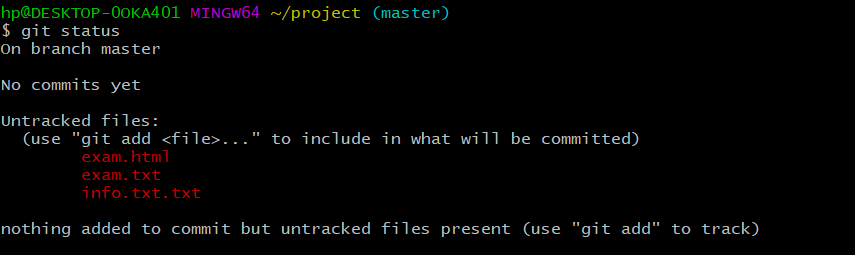 hp@DESKTOP-OOKA401 MINGW64 ~/project (master)
$ git status
On branch master
No commits yet
Untracked files:
(use "git add <file>..." to include in what will be committed)
exam.html
exam.txt
info.txt.txt
nothing added to commit but untracked files present (use "git add" to track)